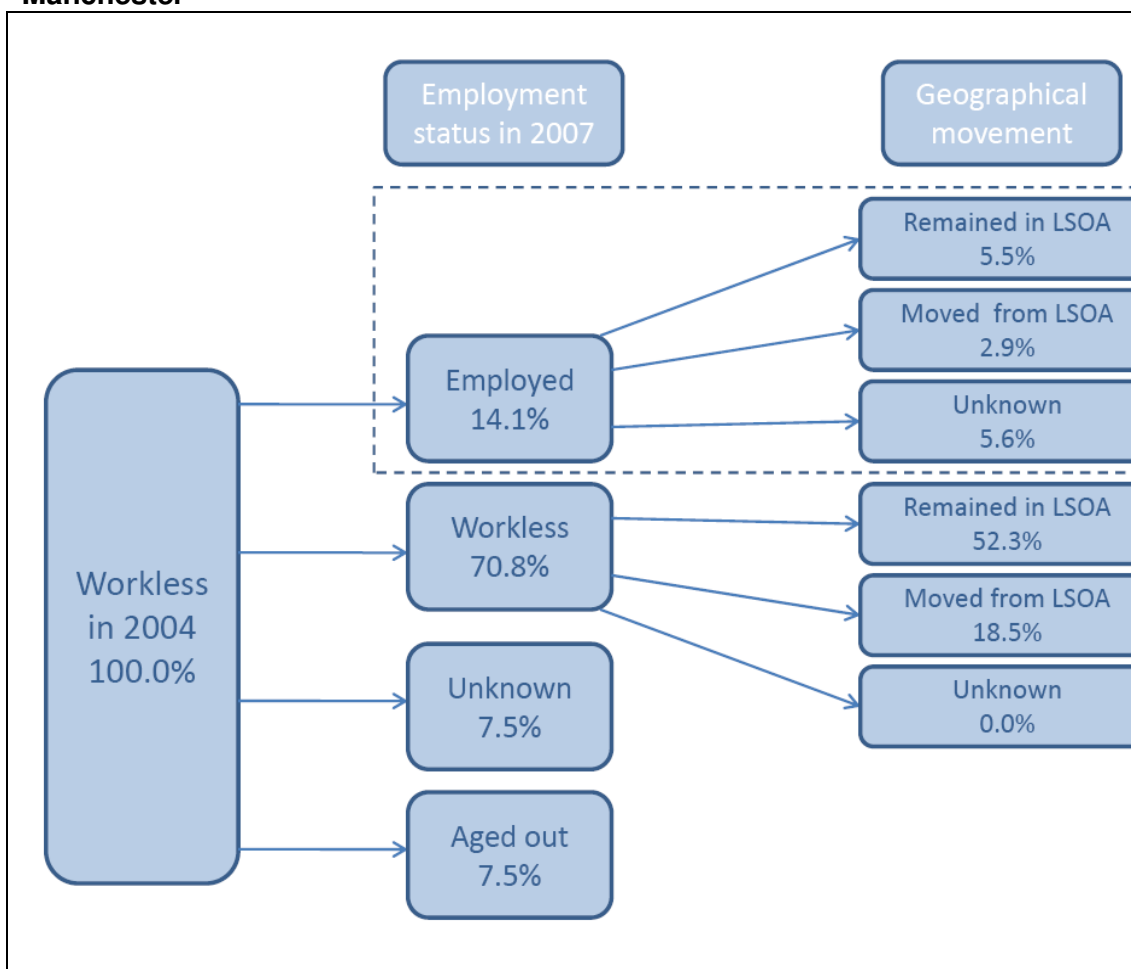 Employment
status in 2007
Geographical
movement
Remained in LSOA
5.5%
Moved from LSOA
2.9%
Employed
14.1%
Unknown
5.6%
Workless
70.8%
Remained in LSOA
52.3%
Workless
in 2004
100.0%
Moved from LSOA
18.5%
Unknown
7.5%
Unknown
0.0%
Aged out
7.5%